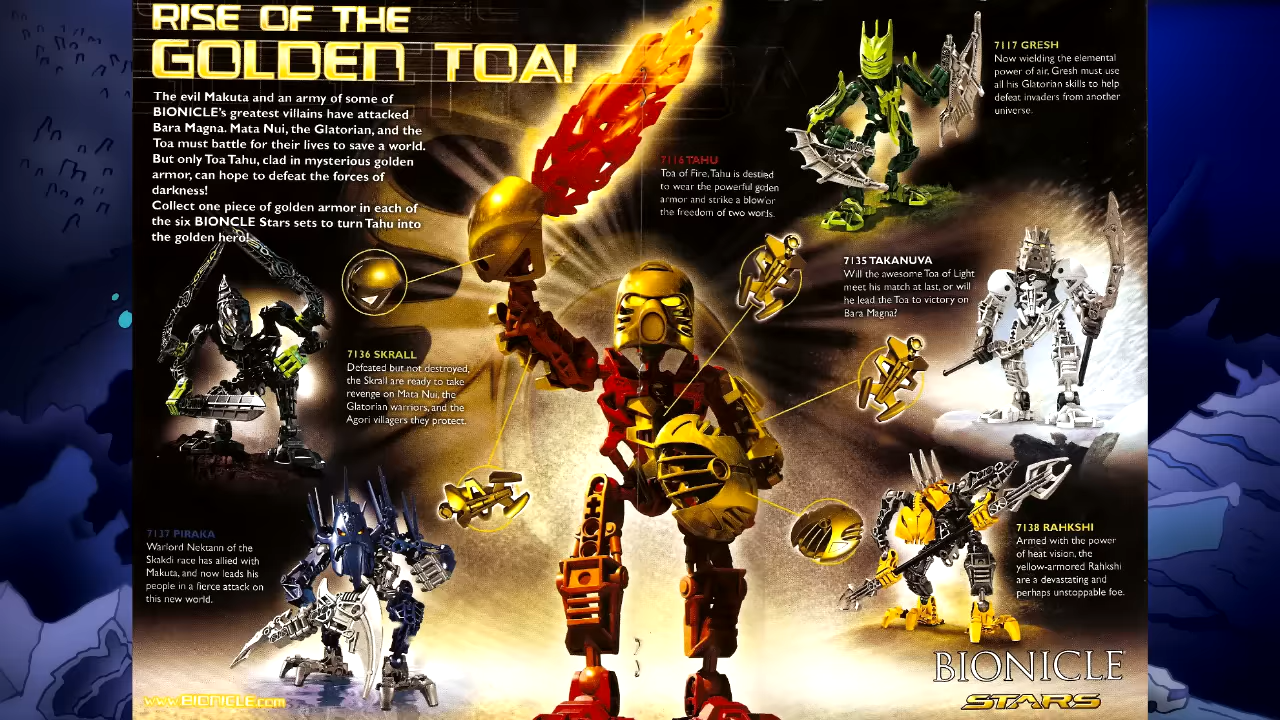 RISE OF THE
GOLDEN TOA!
The evil Makuta and an army of some of
BIONICLE's greatest villains have attacked
Bara Magna. Mata Nui, the Glatorian, and the
Toa must battle for their lives to save a world.
But only Toa Tahu, clad in mysterious golden
armor, can hope to defeat the forces of
darkness!
Collect one piece of golden armor in each of
the six BIONCLE Stars sets to turn Tahu into
the golden hero!
7116 TAHU
Toa of Fire, Tahu is destied
to wear the powerful golden
armor and strike a blow or
the freedom of two worls.
7117 GRESH
Now wielding the elemental
power of air, Gresh must use
all his Glatorian skills to help
defeat invaders from another
universe.
7135 TAKANUVA
Will the awesome Toa of Light
meet his match at last, or will
he lead the Toa to victory on
Bara Magna?
7136 SKRALL
Defeated but not destroyed,
the Skrall are ready to take
revenge on Mata Nui, the
Glatorian warriors, and the
Agori villagers they protect.
7137 PIRAKA
Warlord Nektann of the
Skakdi race has allied with
Makuta, and now leads his
people in a fierce attack on
this new world.
7138 RAHKSHI
Armed with the power
of heat vision, the
yellow-armored Rahkshi
are a devastating and
perhaps unstoppable foe.
www.BIONICLE.com
BIONICLE
STARS